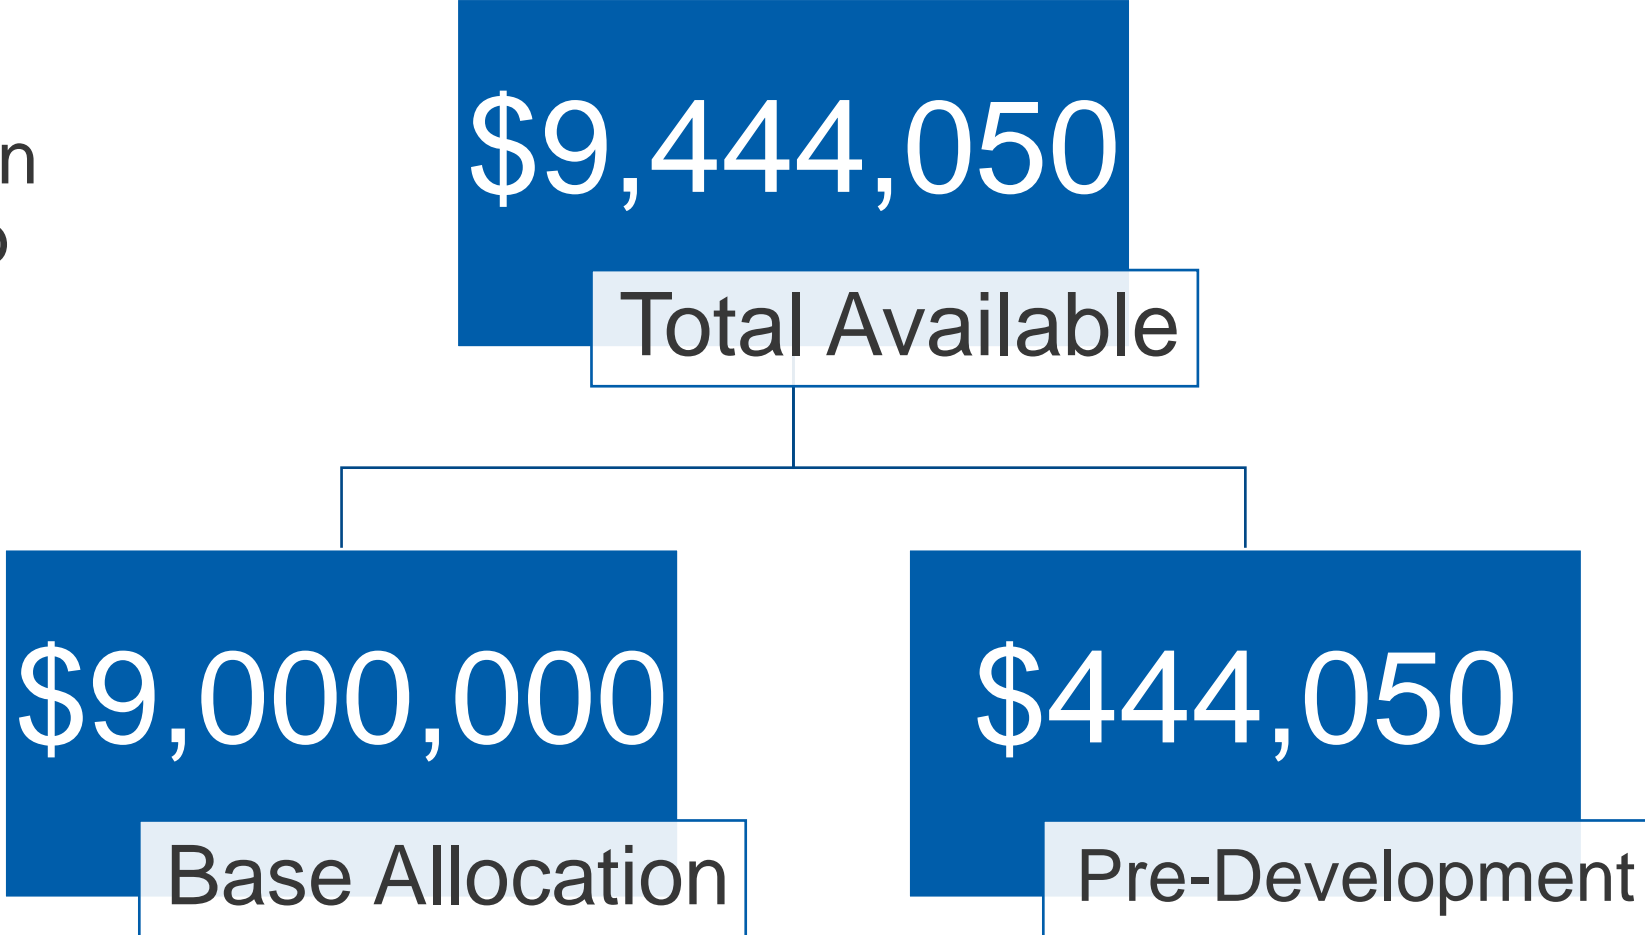 $9,444,050
Total Available
$9,000,000
Base Allocation
$444,050
Pre-Development